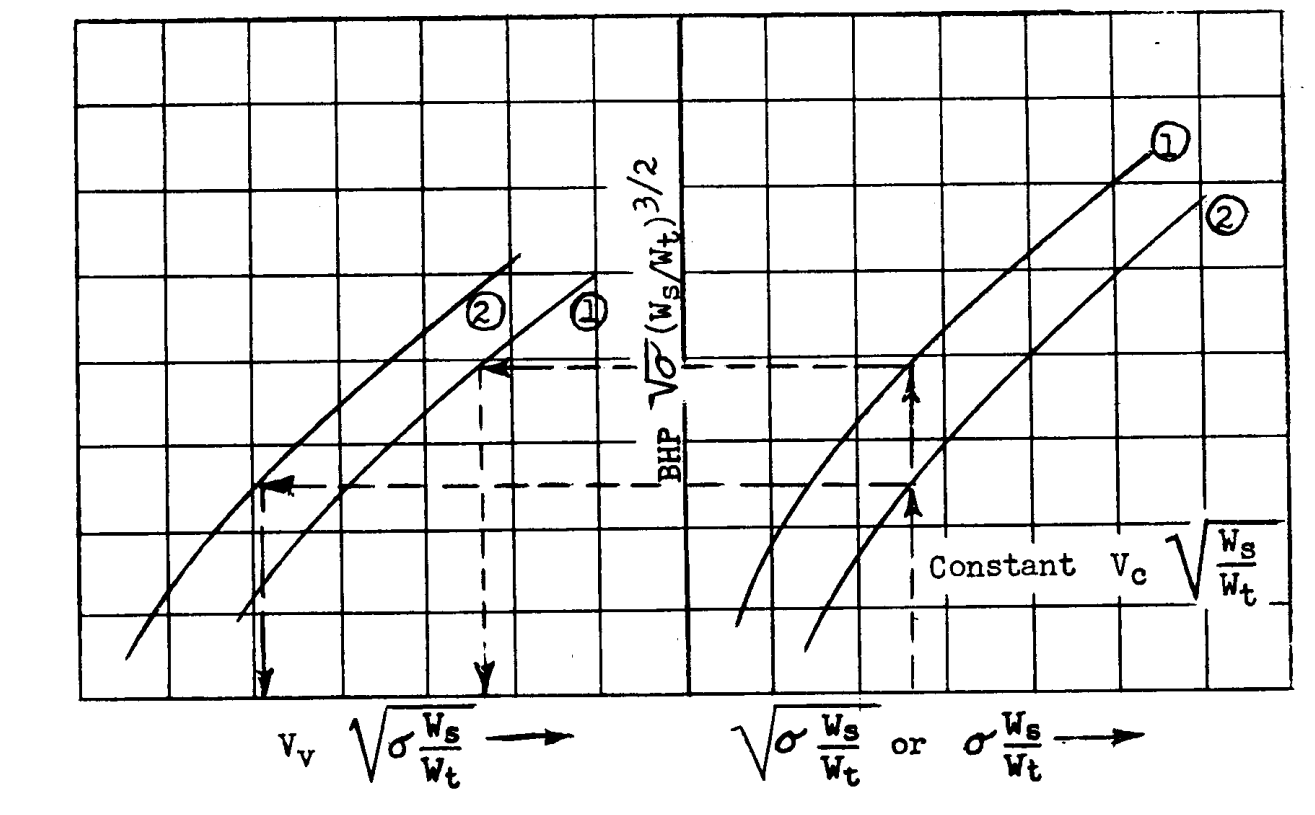 ①
②
②
①
BHP √σ (Ws/Wt)^3/2
Constant Vc √(Ws/Wt)
Vv √(σ Ws/Wt)
√(σ Ws/Wt) or σ Ws/Wt